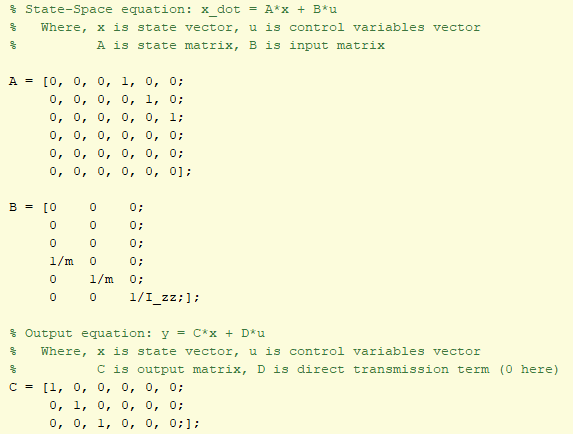 % State-Space equation: x_dot = A*x + B*u
%   Where, x is state vector, u is control variables vector
%          A is state matrix, B is input matrix
A = [0, 0, 0, 1, 0, 0;
     0, 0, 0, 0, 1, 0;
     0, 0, 0, 0, 0, 1;
     0, 0, 0, 0, 0, 0;
     0, 0, 0, 0, 0, 0;
     0, 0, 0, 0, 0, 0];
B = [0    0    0;
     0    0    0;
     0    0    0;
     1/m  0    0;
     0    1/m  0;
     0    0    1/I_zz;];
% Output equation: y = C*x + D*u
%   Where, x is state vector, u is control variables vector
%          C is output matrix, D is direct transmission term (0 here)
C = [1, 0, 0, 0, 0, 0;
     0, 1, 0, 0, 0, 0;
     0, 0, 1, 0, 0, 0;];